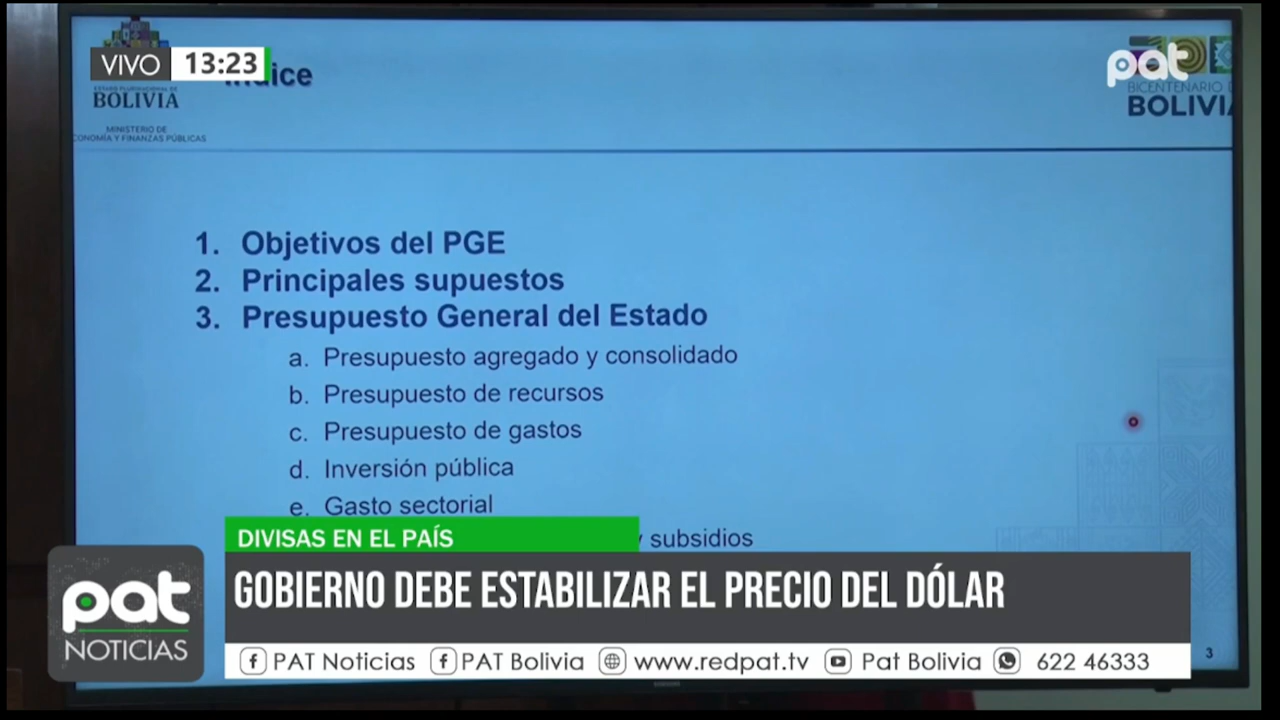 VIVO 13:23
Índice
pat
ESTADO PLURINACIONAL DE
BOLIVIA
MINISTERIO DE
ECONOMÍA Y FINANZAS PÚBLICAS
BICENTENARIO D
BOLIVIA
1. Objetivos del PGE
2. Principales supuestos
3. Presupuesto General del Estado
a. Presupuesto agregado y consolidado
b. Presupuesto de recursos
c. Presupuesto de gastos
d. Inversión pública
e. Gasto sectorial
y subsidios
DIVISAS EN EL PAÍS
GOBIERNO DEBE ESTABILIZAR EL PRECIO DEL DÓLAR
pat
NOTICIAS
PAT Noticias PAT Bolivia www.redpat.tv Pat Bolivia 622 46333
3